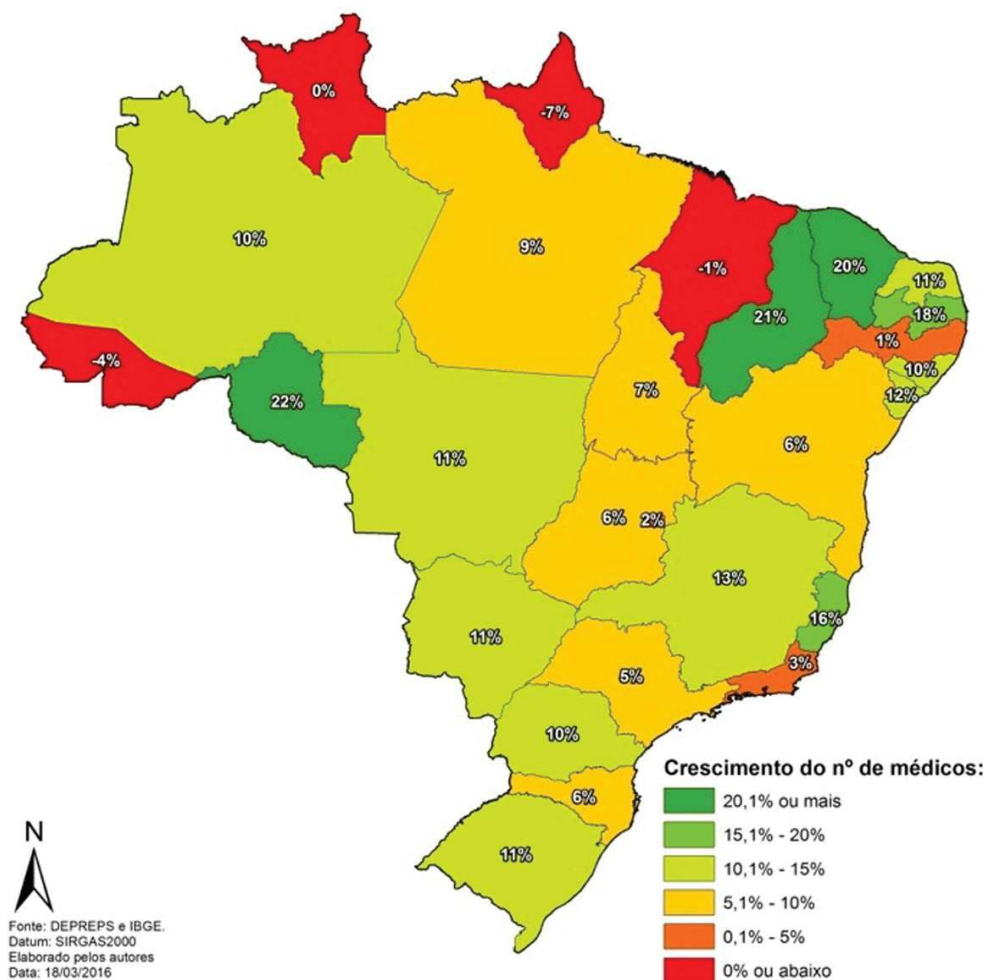 0%
-7%
10%
9%
-1%
20%
11%
21%
18%
1%
-4%
10%
22%
7%
12%
6%
11%
6%
2%
13%
16%
11%
3%
5%
10%
6%
11%
Crescimento do nº de médicos:
20,1% ou mais
15,1% - 20%
10,1% - 15%
5,1% - 10%
0,1% - 5%
0% ou abaixo
N
Fonte: DEPREPS e IBGE.
Datum: SIRGAS2000
Elaborado pelos autores
Data: 18/03/2016